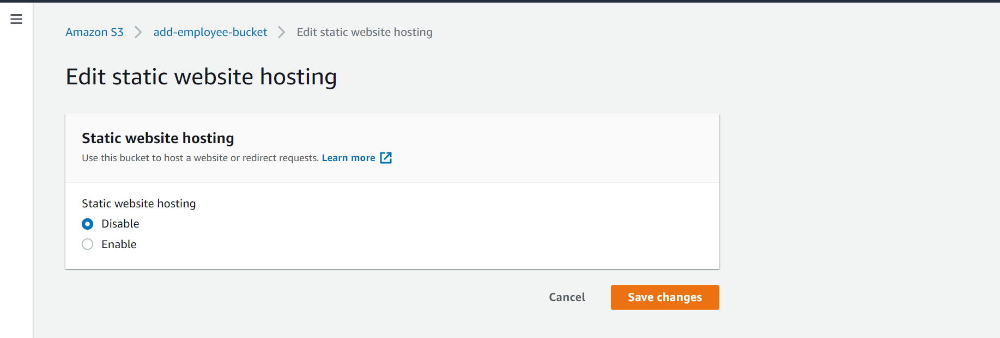 Amazon S3 > add-employee-bucket > Edit static website hosting
Edit static website hosting
Static website hosting
Use this bucket to host a website or redirect requests. Learn more
Static website hosting
Disable
Enable
Cancel Save changes